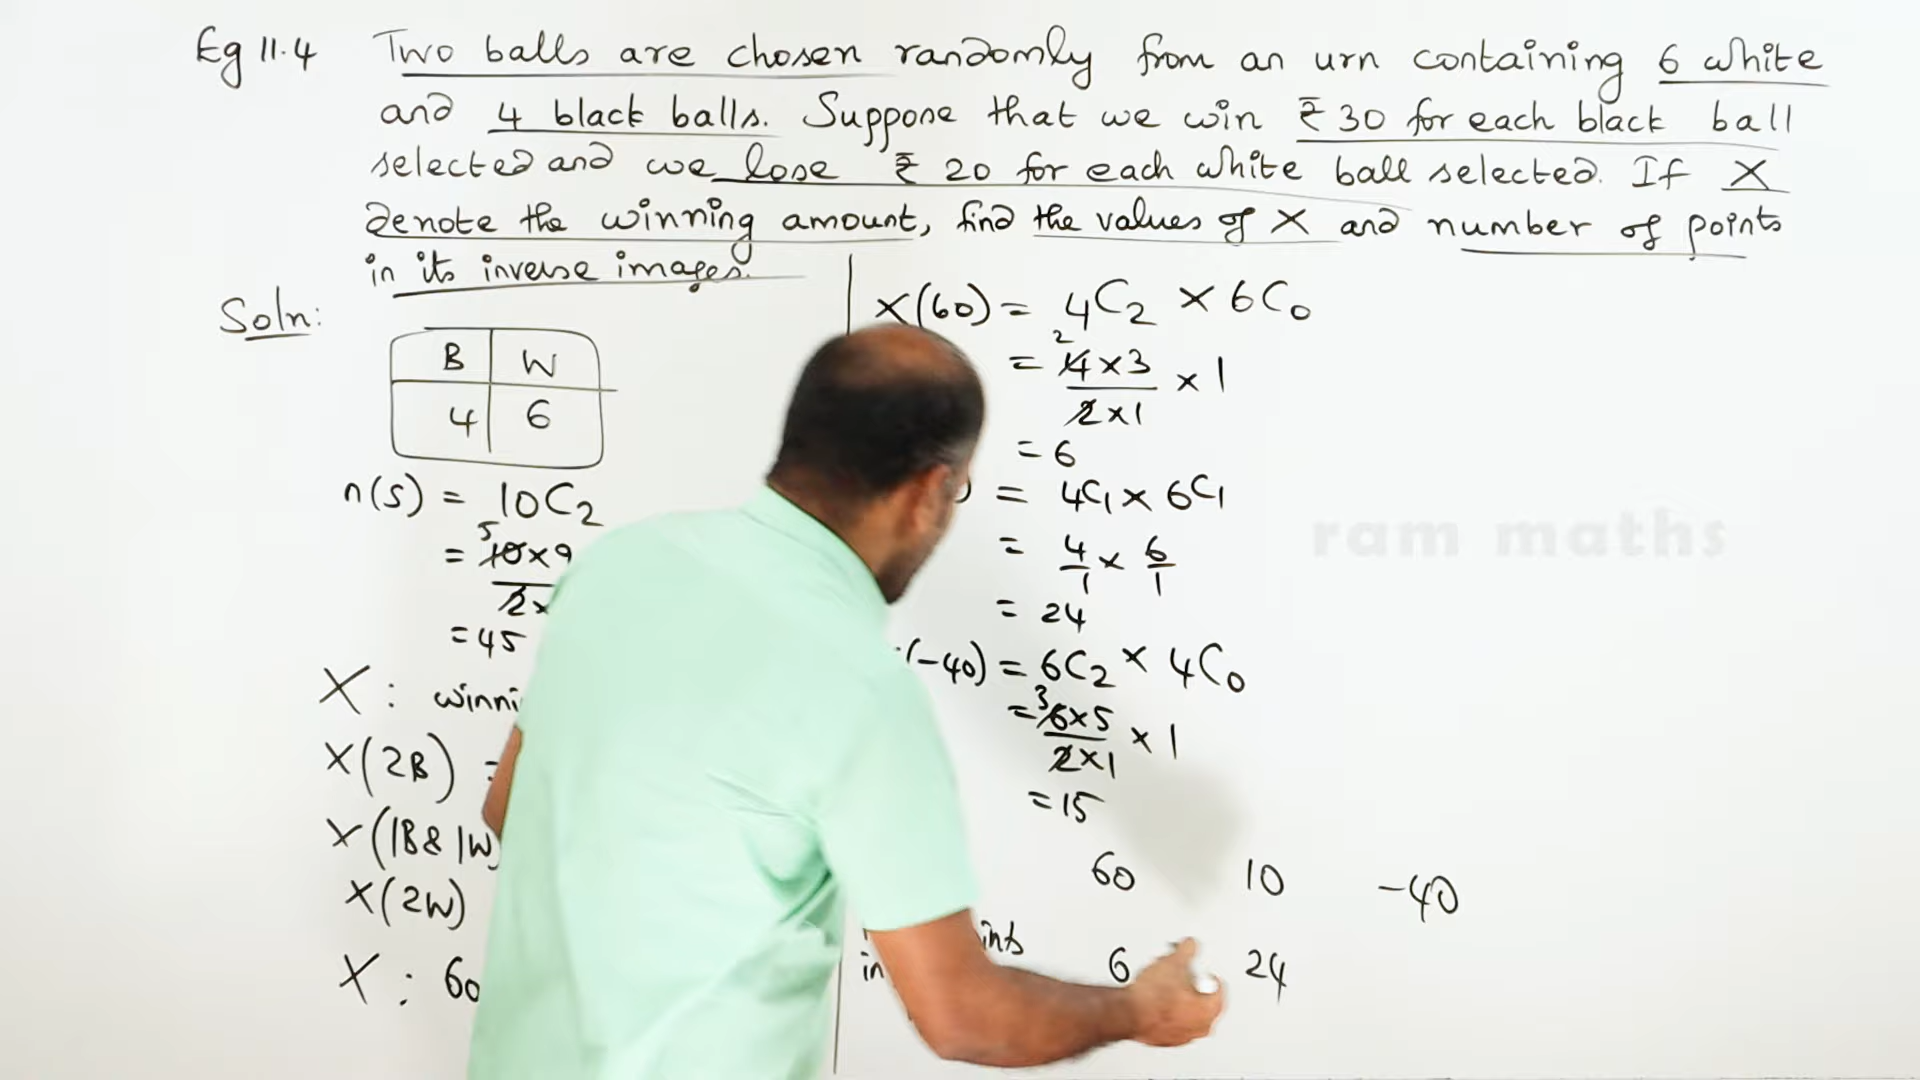 Eg 11.4 Two balls are chosen randomly from an urn containing 6 white
and 4 black balls. Suppose that we win ₹30 for each black ball
selected and we lose ₹ 20 for each white ball selected. If X
denote the winning amount, find the values of X and number of points
in its inverse images.
Soln:
B W
4 6
n(S) = 10C2
5
= 10×9
2×
=45
X :
X(2B) =
X(1B& 1W)
X(2W)
X : 60
X(60) = 4C2 × 6C0
2
= 4×3 × 1
2×1
= 6
= 4C1 × 6C1
= 4/1 × 6/1
= 24
(-40) = 6C2 × 4C0
3
= 6×5 × 1
2×1
=15
60 10 -40
in 6 24
ram maths